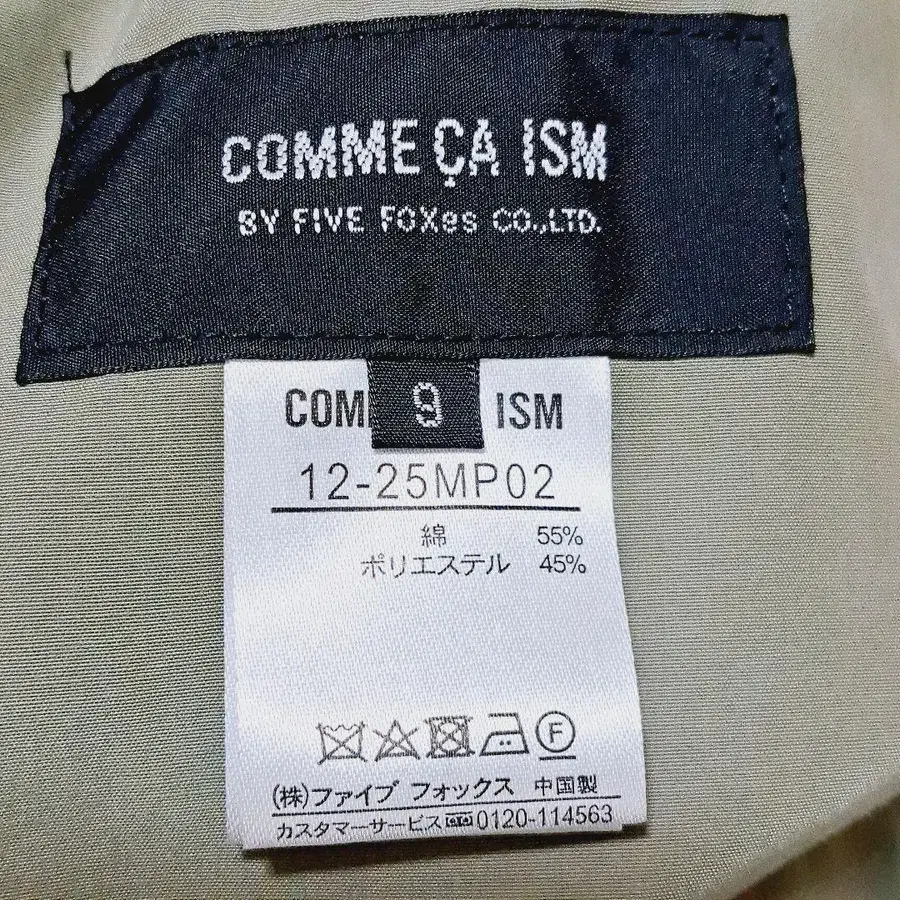 COMME ÇA ISM
BY FIVE FOXes CO.,LTD.
9
COM ISM
12-25MP02
綿 55%
ポリエステル 45%
F
(株)ファイブ フォックス 中国製
カスタマーサービス 0120-114563